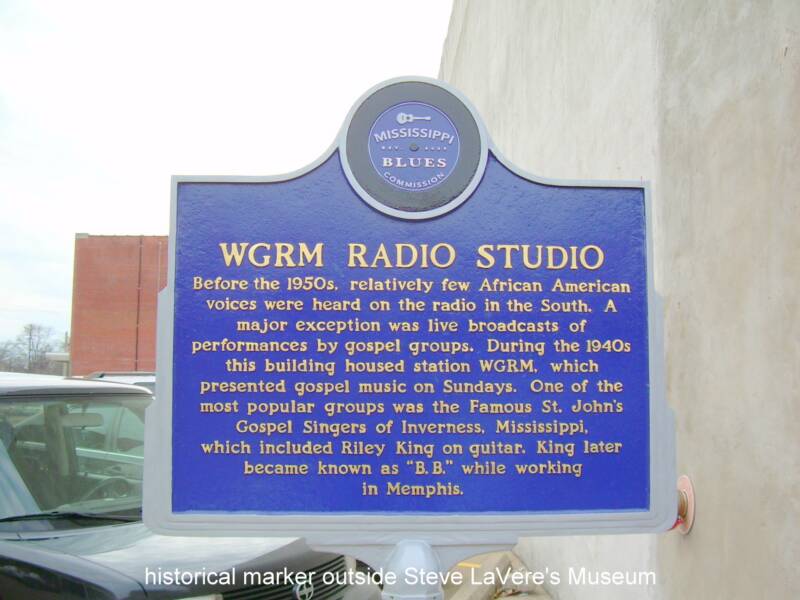 MISSISSIPPI
BLUES
COMMISSION
WGRM RADIO STUDIO
Before the 1950s, relatively few African American
voices were heard on the radio in the South. A
major exception was live broadcasts of
performances by gospel groups. During the 1940s
this building housed station WGRM, which
presented gospel music on Sundays. One of the
most popular groups was the Famous St. John's
Gospel Singers of Inverness, Mississippi,
which included Riley King on guitar. King later
became known as "B.B." while working
in Memphis.
historical marker outside Steve LaVere's Museum